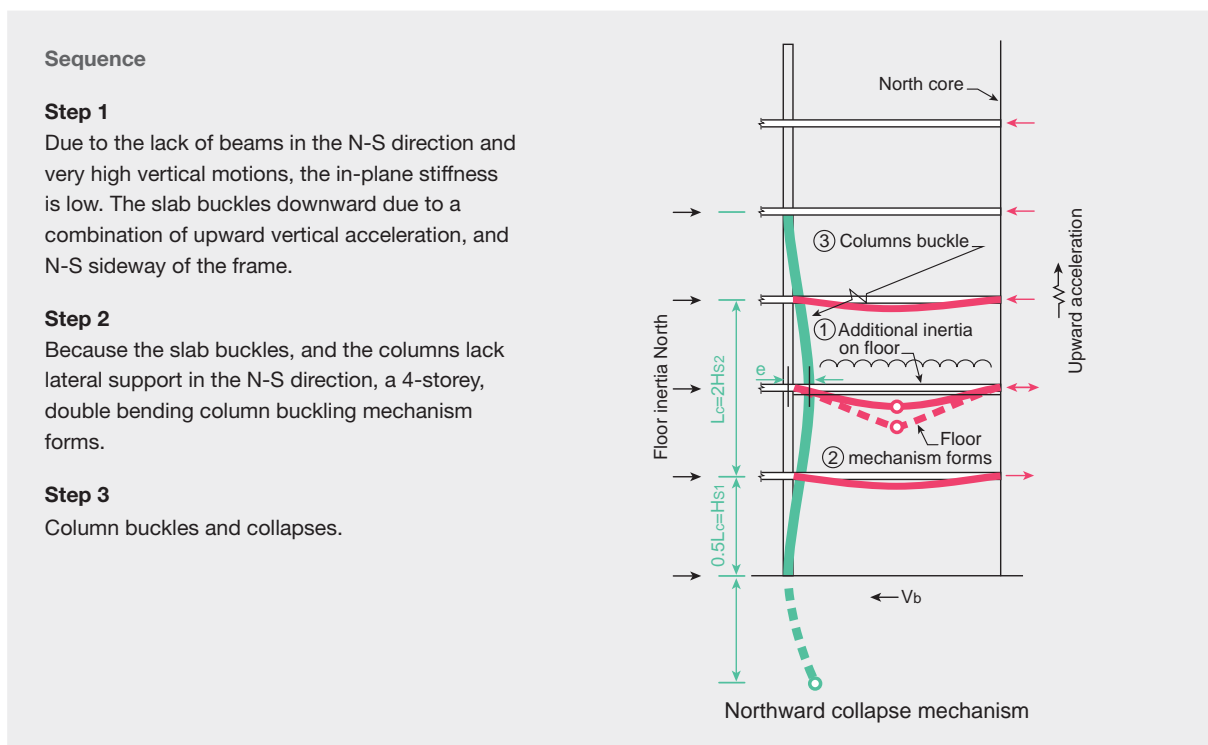 Sequence
Step 1
Due to the lack of beams in the N-S direction and
very high vertical motions, the in-plane stiffness
is low. The slab buckles downward due to a
combination of upward vertical acceleration, and
N-S sideway of the frame.
Step 2
Because the slab buckles, and the columns lack
lateral support in the N-S direction, a 4-storey,
double bending column buckling mechanism
forms.
Step 3
Column buckles and collapses.
North core
3 Columns buckle
1 Additional inertia
on floor
e
Floor
2 mechanism forms
Floor inertia North
Lc=2Hs2
0.5Lc=Hs1
Upward acceleration
Vb
Northward collapse mechanism